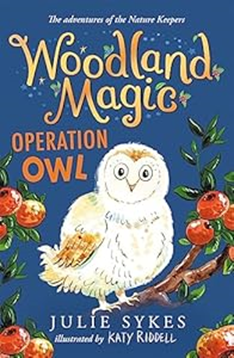 The adventures of the Nature Keepers
Woodland
Magic
OPERATION
OWL
JULIE SYKES
illustrated by KATY RIDDELL